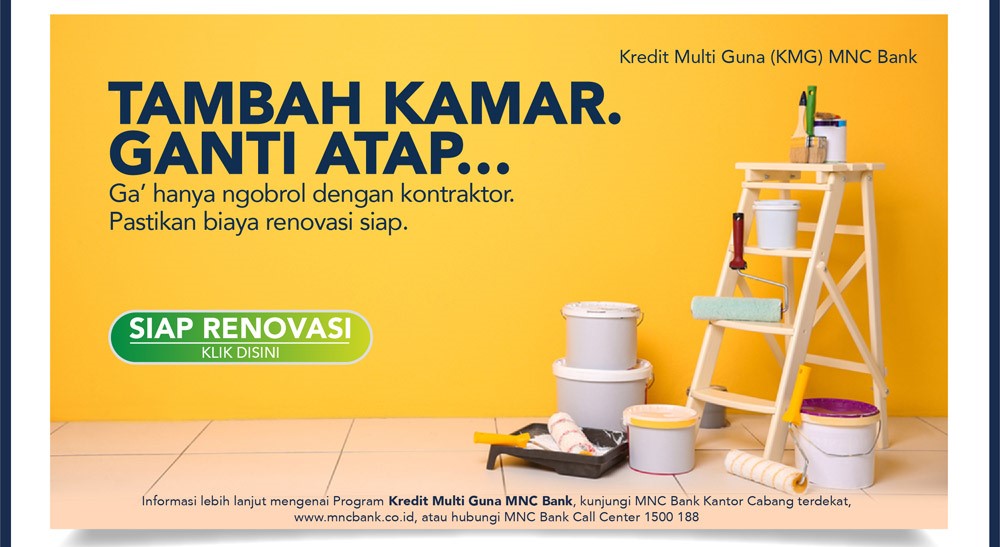 Kredit Multi Guna (KMG) MNC Bank
TAMBAH KAMAR.
GANTI ATAP...
Ga’ hanya ngobrol dengan kontraktor.
Pastikan biaya renovasi siap.
SIAP RENOVASI
KLIK DISINI
Informasi lebih lanjut mengenai Program Kredit Multi Guna MNC Bank, kunjungi MNC Bank Kantor Cabang terdekat,
www.mncbank.co.id, atau hubungi MNC Bank Call Center 1500 188